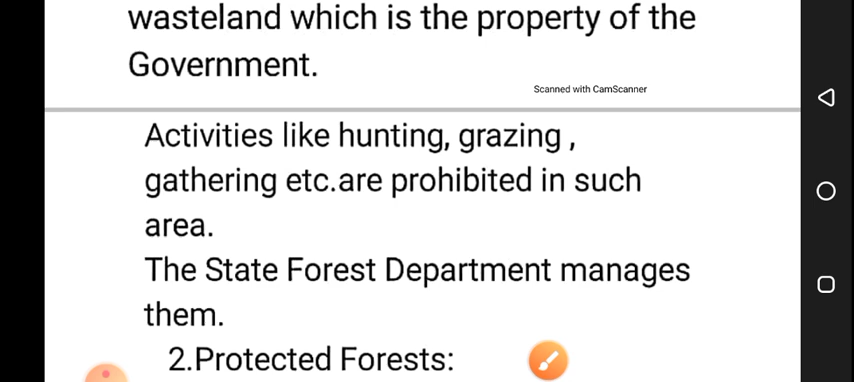 wasteland which is the property of the
Government.
Scanned with CamScanner
Activities like hunting, grazing ,
gathering etc.are prohibited in such
area.
The State Forest Department manages
them.
2.Protected Forests: